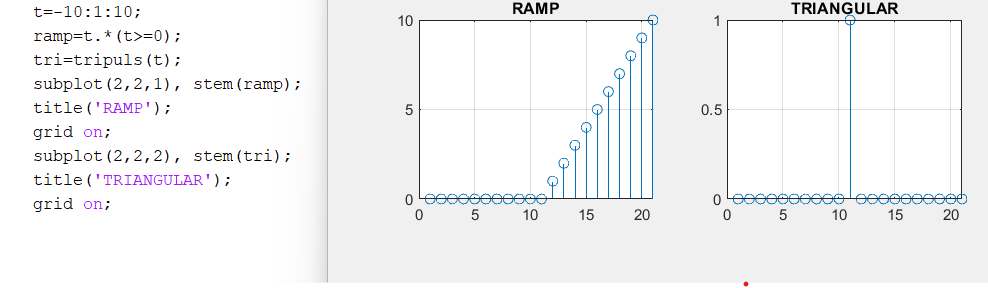 t=-10:1:10;
ramp=t.*(t>=0);
tri=tripuls(t);
subplot(2,2,1), stem(ramp);
title('RAMP');
grid on;
subplot(2,2,2), stem(tri);
title('TRIANGULAR');
grid on;
RAMP
10
5
0
0 5 10 15 20
TRIANGULAR
1
0.5
0
0 5 10 15 20